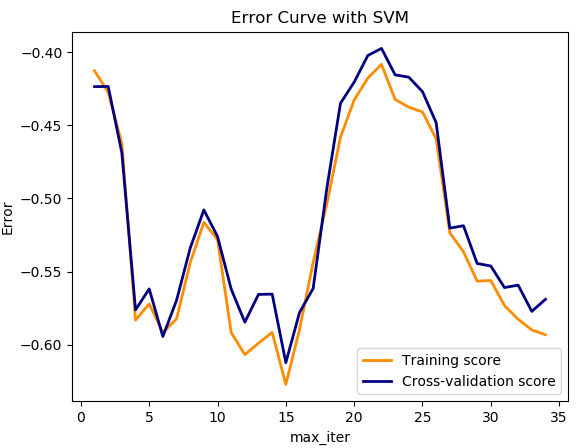 Error Curve with SVM
−0.40
−0.45
−0.50
−0.55
−0.60
Error
Training score
Cross-validation score
0 5 10 15 20 25 30 35
max_iter